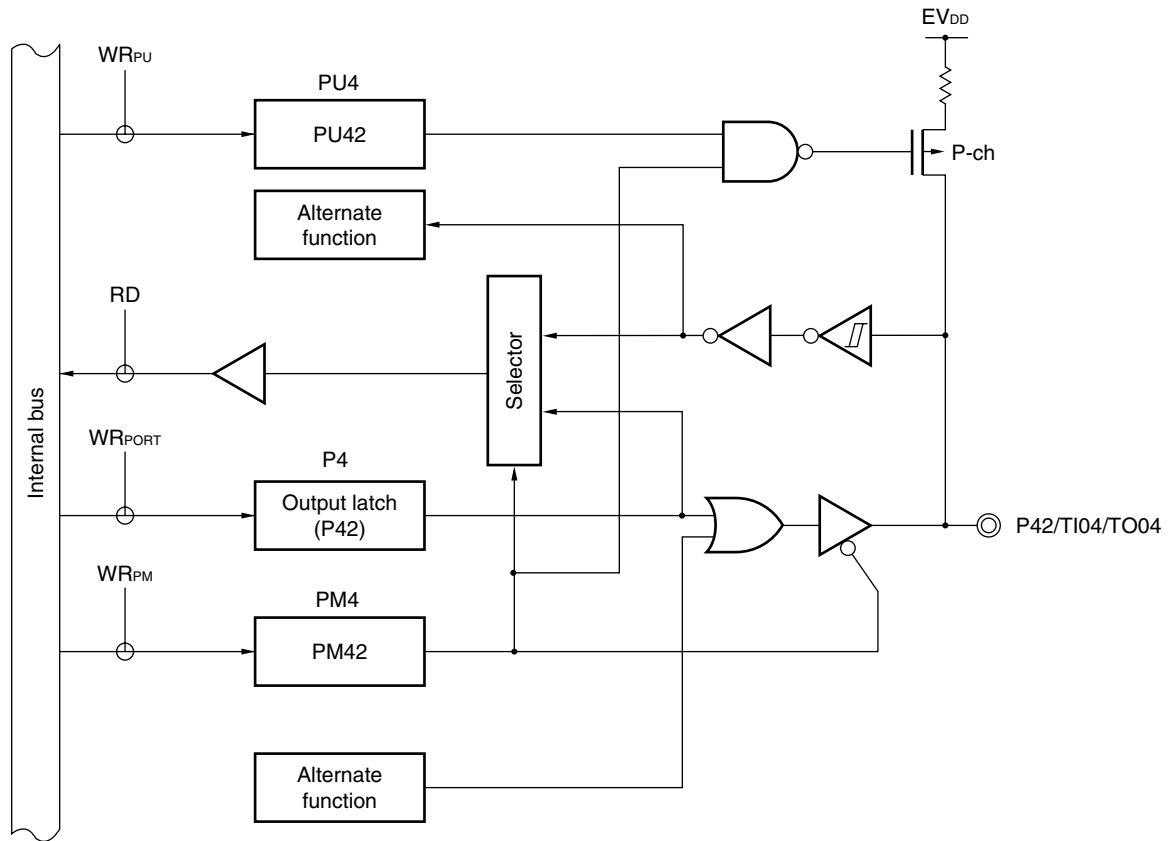 EVDD
WRPU
PU4
PU42
P-ch
Alternate
function
RD
Selector
Internal bus
WRPORT
P4
Output latch
(P42)
P42/TI04/TO04
WRPM
PM4
PM42
Alternate
function